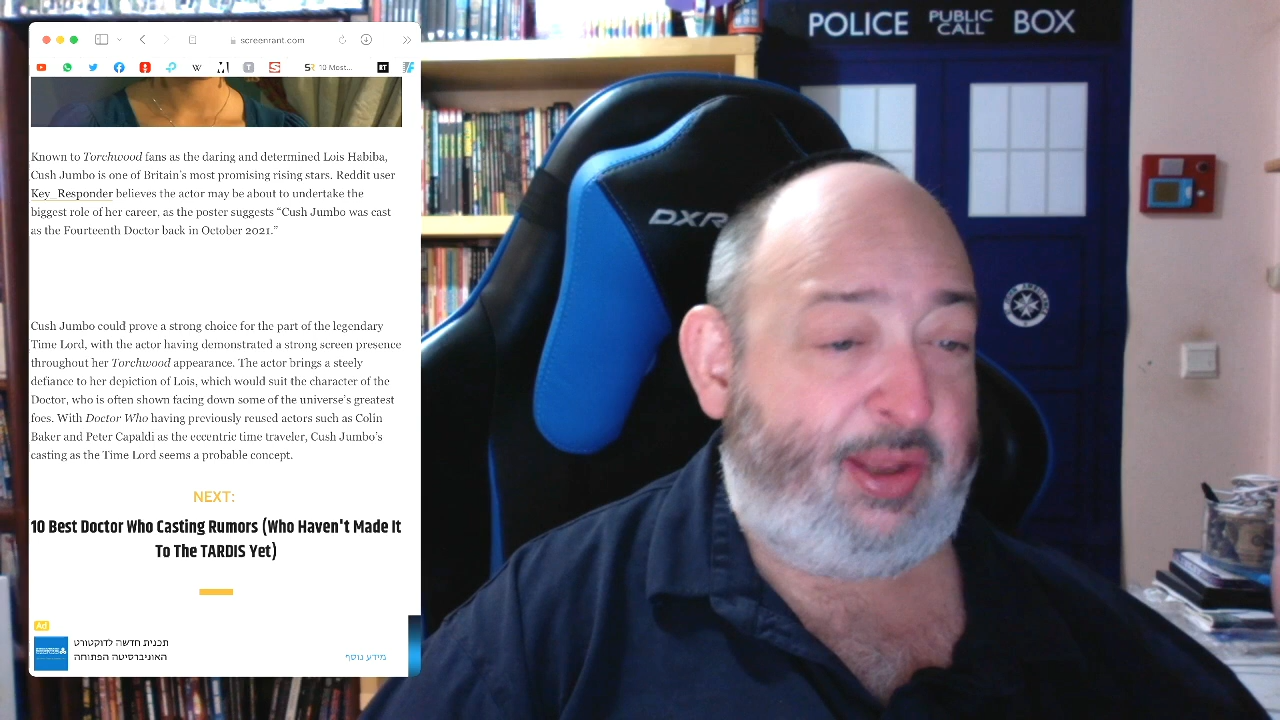 screenrant.com
10 Most...
Known to Torchwood fans as the daring and determined Lois Habiba,
Cush Jumbo is one of Britain's most promising rising stars. Reddit user
Key_Responder believes the actor may be about to undertake the
biggest role of her career, as the poster suggests “Cush Jumbo was cast
as the Fourteenth Doctor back in October 2021.”
Cush Jumbo could prove a strong choice for the part of the legendary
Time Lord, with the actor having demonstrated a strong screen presence
throughout her Torchwood appearance. The actor brings a steely
defiance to her depiction of Lois, which would suit the character of the
Doctor, who is often shown facing down some of the universe's greatest
foes. With Doctor Who having previously reused actors such as Colin
Baker and Peter Capaldi as the eccentric time traveler, Cush Jumbo's
casting as the Time Lord seems a probable concept.
NEXT:
10 Best Doctor Who Casting Rumors (Who Haven't Made It
To The TARDIS Yet)
Ad
תכנית חדשה לדוקטורט
האוניברסיטה הפתוחה
מידע נוסף
POLICE PUBLIC CALL BOX
DXR